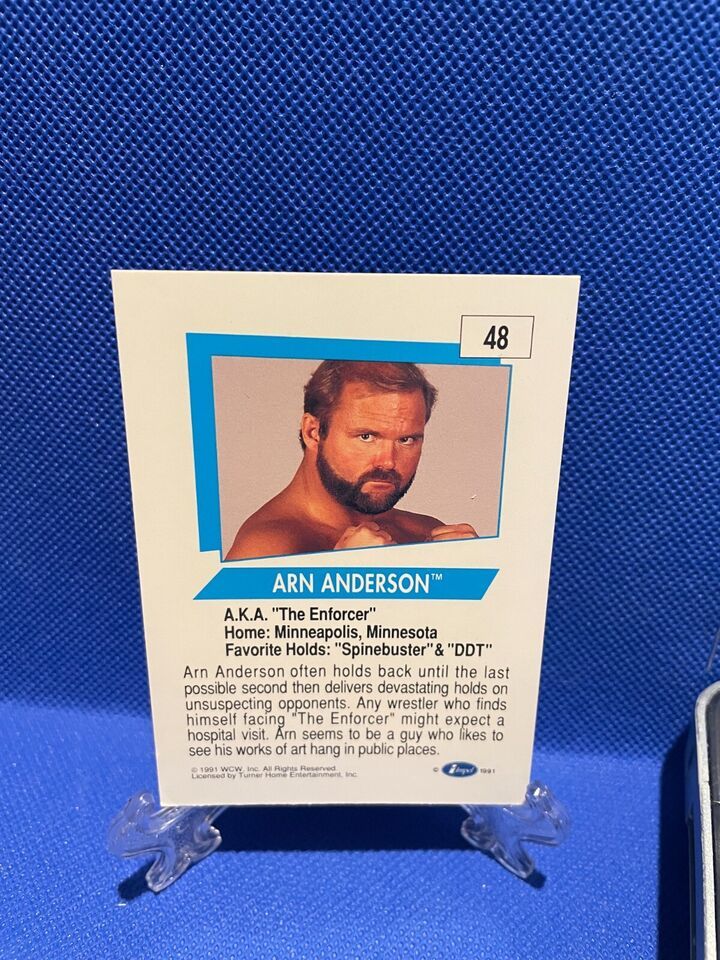 48
ARN ANDERSON™
A.K.A. "The Enforcer"
Home: Minneapolis, Minnesota
Favorite Holds: "Spinebuster"& "DDT"
Arn Anderson often holds back until the last
possible second then delivers devastating holds on
unsuspecting opponents. Any wrestler who finds
himself facing "The Enforcer" might expect a
hospital visit. Arn seems to be a guy who likes to
see his works of art hang in public places.
© 1991 WCW, Inc. All Rights Reserved.
Licensed by Turner Home Entertainment, Inc.
© impel 1991